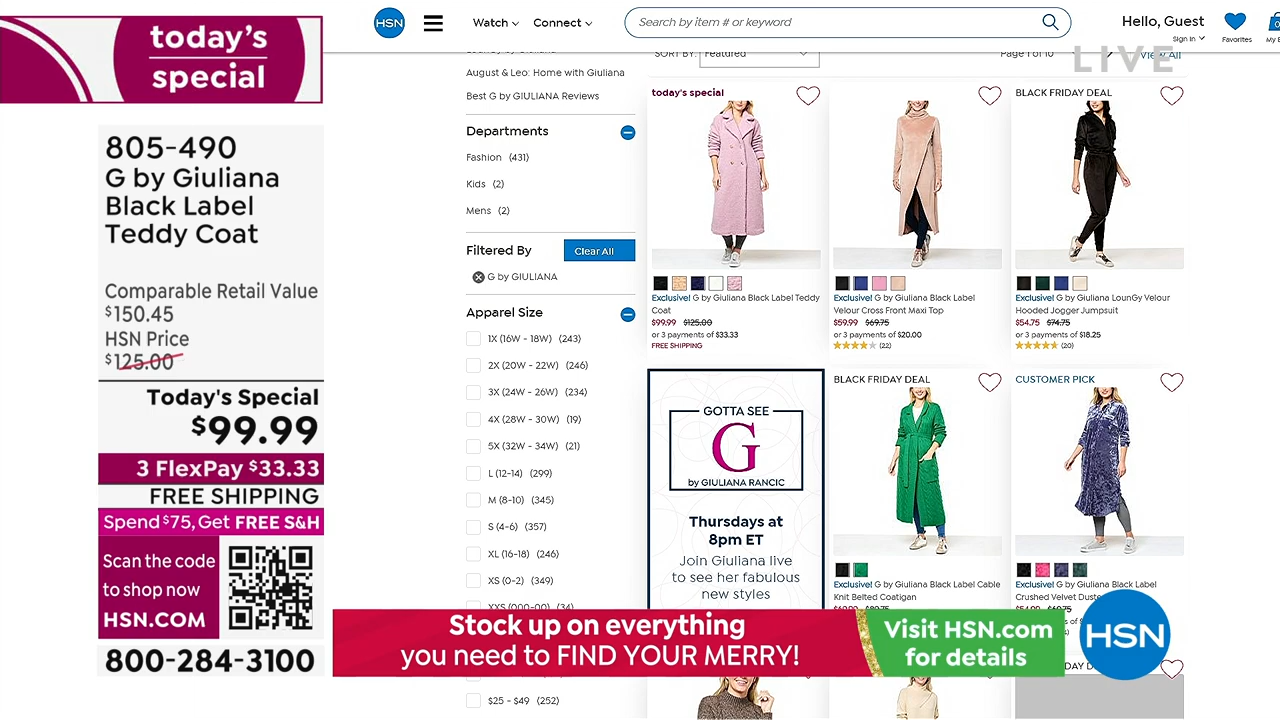 today's
special
805-490
G by Giuliana
Black Label
Teddy Coat
Comparable Retail Value
$150.45
HSN Price
$125.00
Today's Special
$99.99
3 FlexPay $33.33
FREE SHIPPING
Spend $75, Get FREE S&H
Scan the code
to shop now
HSN.COM
800-284-3100
HSN
Watch
Connect
Search by item # or keyword
Hello, Guest
Sign In
Favorites
LIVE
SORT BY: Featured
Page 1 of 10
View All
August & Leo: Home with Giuliana
Best G by GIULIANA Reviews
Departments
Fashion (431)
Kids (2)
Mens (2)
Filtered By
Clear All
G by GIULIANA
Apparel Size
1X (16W - 18W) (243)
2X (20W - 22W) (246)
3X (24W - 26W) (234)
4X (28W - 30W) (19)
5X (32W - 34W) (21)
L (12-14) (299)
M (8-10) (345)
S (4-6) (357)
XL (16-18) (246)
XS (0-2) (349)
XXS (000-00) (34)
$25 - $49 (252)
today's special
Exclusive! G by Giuliana Black Label Teddy
Coat
$99.99 $125.00
or 3 payments of $33.33
FREE SHIPPING
Exclusive! G by Giuliana Black Label
Velour Cross Front Maxi Top
$59.99 $69.75
or 3 payments of $20.00
(22)
BLACK FRIDAY DEAL
Exclusive! G by Giuliana LounGy Velour
Hooded Jogger Jumpsuit
$54.75 $74.75
or 3 payments of $18.25
(20)
GOTTA SEE
G
by GIULIANA RANCIC
Thursdays at
8pm ET
Join Giuliana live
to see her fabulous
new styles
BLACK FRIDAY DEAL
Exclusive! G by Giuliana Black Label Cable
Knit Belted Coatigan
CUSTOMER PICK
Exclusive! G by Giuliana Black Label
Crushed Velvet Duste
Stock up on everything
you need to FIND YOUR MERRY!
Visit HSN.com
for details
HSN